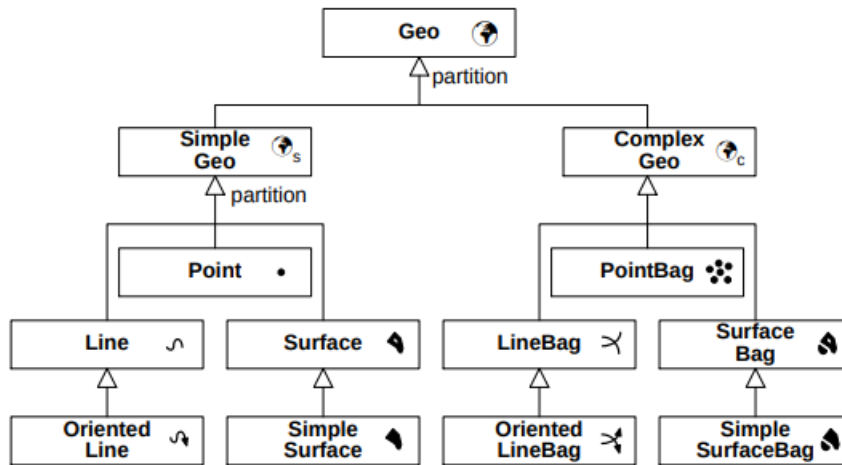 Geo
partition
Simple
Geo
s
Complex
Geo
c
partition
Point
PointBag
Line
Surface
LineBag
Surface
Bag
Oriented
Line
Simple
Surface
Oriented
LineBag
Simple
SurfaceBag